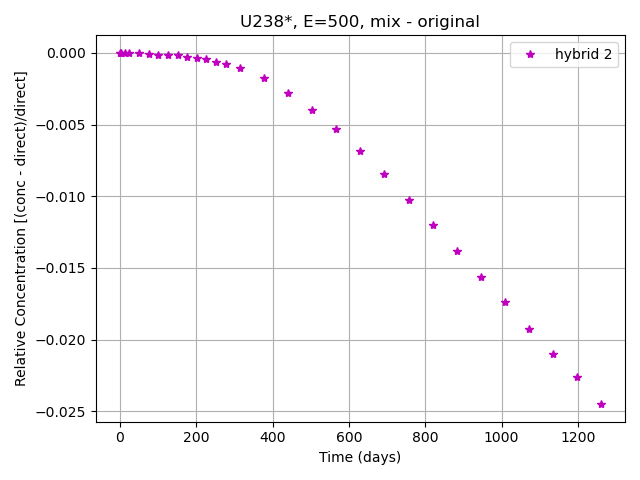 U238*, E=500, mix - original
hybrid 2
Relative Concentration [(conc - direct)/direct]
0.000
−0.005
−0.010
−0.015
−0.020
−0.025
0 200 400 600 800 1000 1200
Time (days)